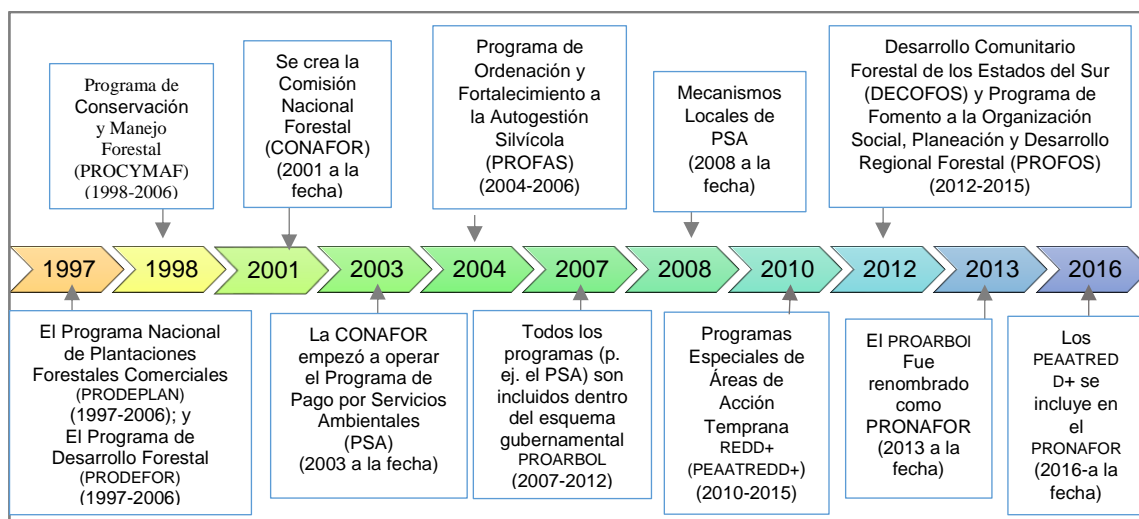 Programa de
Conservación
y Manejo
Forestal
(PROCYMAF)
(1998-2006)
Se crea la
Comisión
Nacional
Forestal
(CONAFOR)
(2001 a la
fecha)
Programa de
Ordenación y
Fortalecimiento a
la Autogestión
Silvícola
(PROFAS)
(2004-2006)
Mecanismos
Locales de
PSA
(2008 a la
fecha)
Desarrollo Comunitario
Forestal de los Estados del Sur
(DECOFOS) y Programa de
Fomento a la Organización
Social, Planeación y Desarrollo
Regional Forestal (PROFOS)
(2012-2015)
1997 1998 2001 2003 2004 2007 2008 2010 2012 2013 2016
El Programa Nacional
de Plantaciones
Forestales Comerciales
(PRODEPLAN)
(1997-2006); y
El Programa de
Desarrollo Forestal
(PRODEFOR)
(1997-2006)
La CONAFOR
empezó a operar
el Programa de
Pago por Servicios
Ambientales
(PSA)
(2003 a la fecha)
Todos los
programas (p.
ej. el PSA) son
incluidos dentro
del esquema
gubernamental
PROARBOL
(2007-2012)
Programas
Especiales de
Áreas de
Acción
Temprana
REDD+
(PEAATREDD+)
(2010-2015)
El PROARBOl
Fue
renombrado
como
PRONAFOR
(2013 a la
fecha)
Los
PEAATRED
D+ se
incluye en
el
PRONAFOR
(2016-a la
fecha)